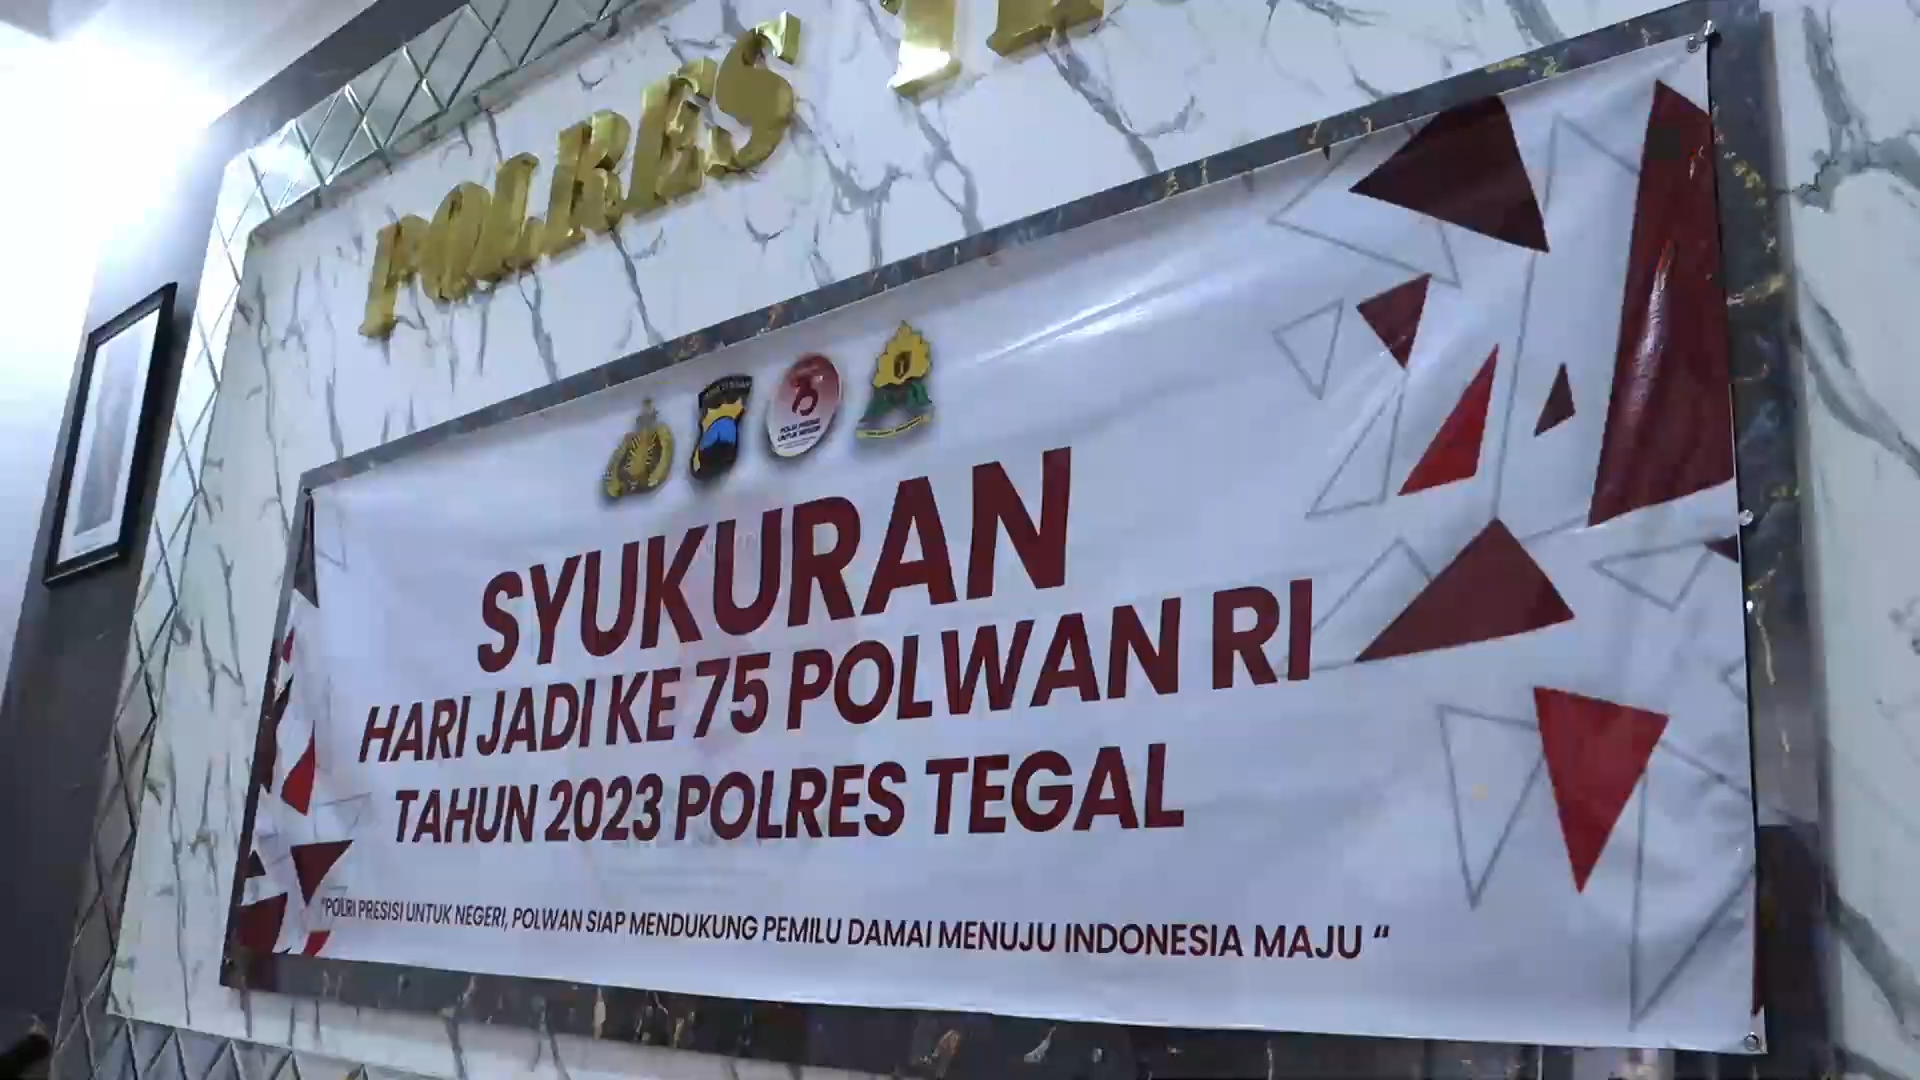 POLRES TE
SYUKURAN
HARI JADI KE 75 POLWAN RI
TAHUN 2023 POLRES TEGAL
"POLRI PRESISI UNTUK NEGERI, POLWAN SIAP MENDUKUNG PEMILU DAMAI MENUJU INDONESIA MAJU "